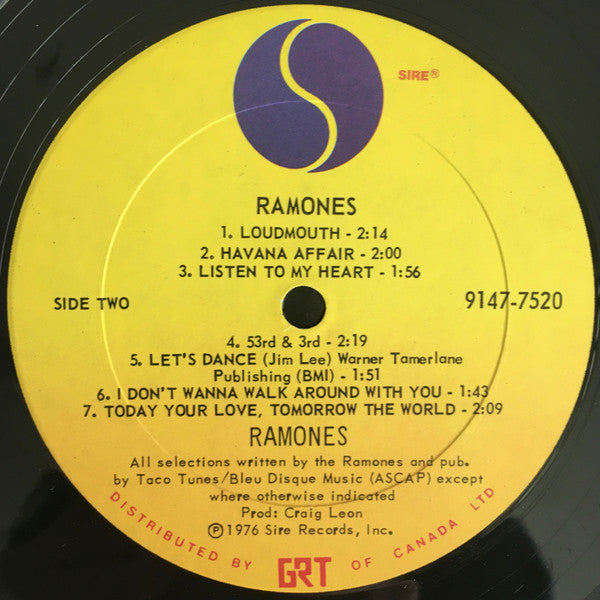 SIRE®
RAMONES
1. LOUDMOUTH - 2:14
2. HAVANA AFFAIR - 2:00
3. LISTEN TO MY HEART - 1:56
SIDE TWO
9147-7520
4. 53rd & 3rd - 2:19
5. LET'S DANCE (Jim Lee) Warner Tamerlane
Publishing (BMI) - 1:51
6. I DON'T WANNA WALK AROUND WITH YOU - 1:43
7. TODAY YOUR LOVE, TOMORROW THE WORLD - 2:09
RAMONES
All selections written by the Ramones and pub.
by Taco Tunes/Bleu Disque Music (ASCAP) except
where otherwise indicated
Prod: Craig Leon
℗1976 Sire Records, Inc.
DISTRIBUTED BY GRT OF CANADA LTD